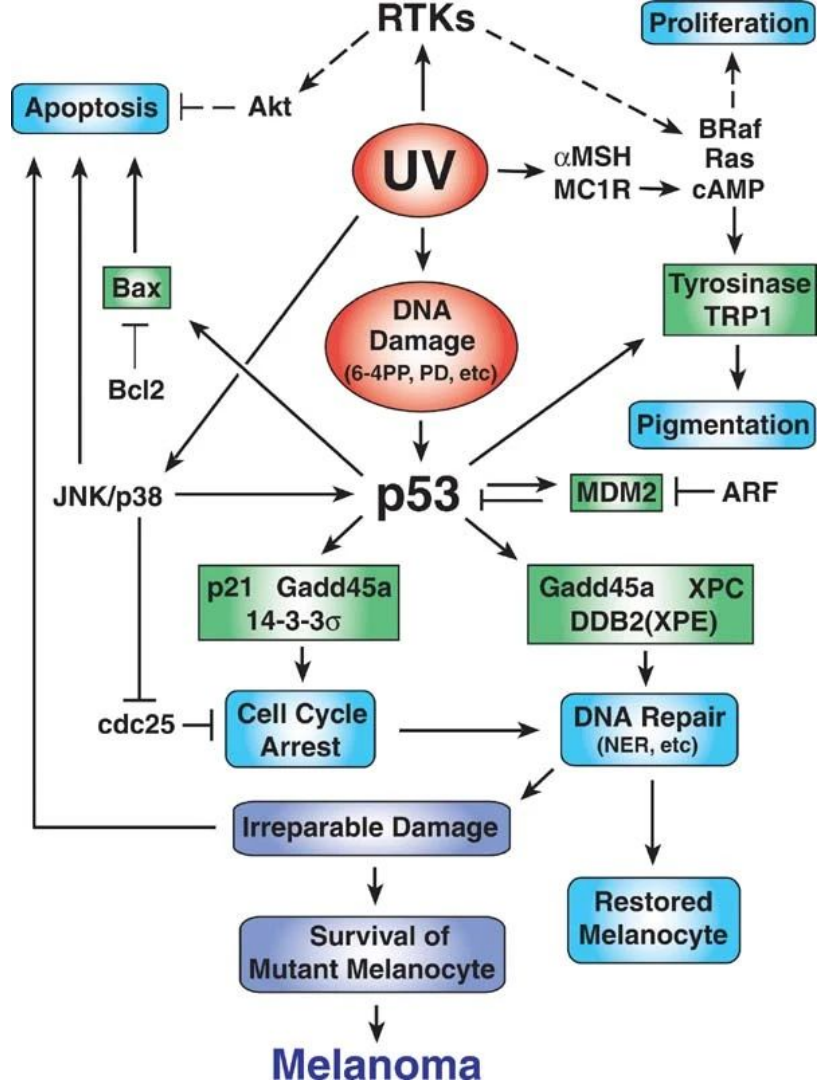 RTKs
Proliferation
Apoptosis
Akt
BRaf
Ras
cAMP
UV
αMSH
MC1R
Bax
DNA
Damage
(6-4PP, PD, etc)
Tyrosinase
TRP1
Bcl2
Pigmentation
JNK/p38
p53
MDM2
ARF
p21 Gadd45a
14-3-3σ
Gadd45a XPC
DDB2(XPE)
cdc25
Cell Cycle
Arrest
DNA Repair
(NER, etc)
Irreparable Damage
Restored
Melanocyte
Survival of
Mutant Melanocyte
Melanoma